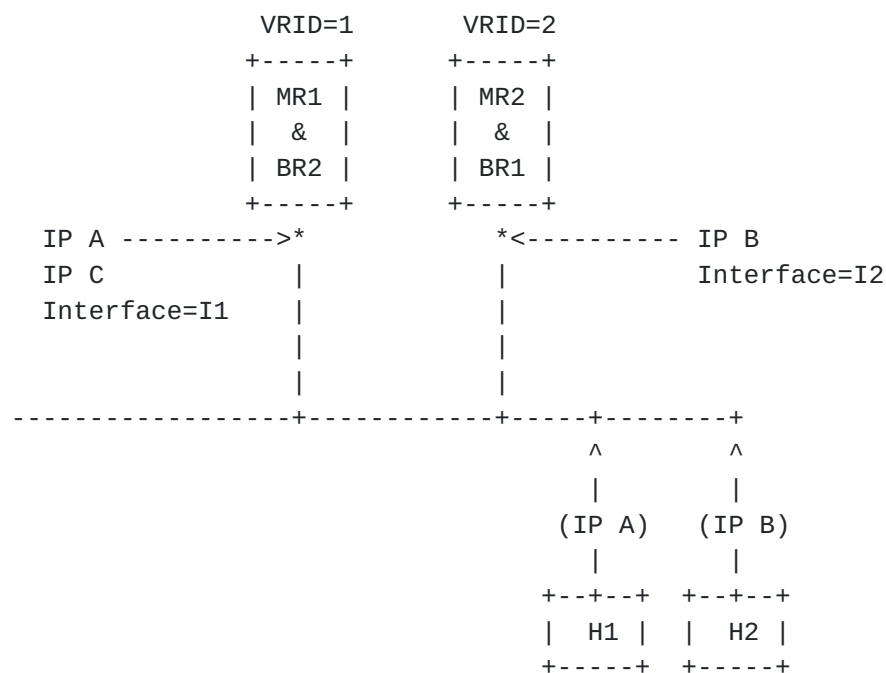 VRID=1 VRID=2
+-----+ +-----+
| MR1 | | MR2 |
| & | | & |
| BR2 | | BR1 |
+-----+ +-----+
IP A ---------->* *<---------- IP B
IP C | | Interface=I2
Interface=I1 | |
| |
| |
------------------+------------+-----+--------+
^ ^
| |
(IP A) (IP B)
| |
+--+--+ +--+--+
| H1 | | H2 |
+-----+ +-----+